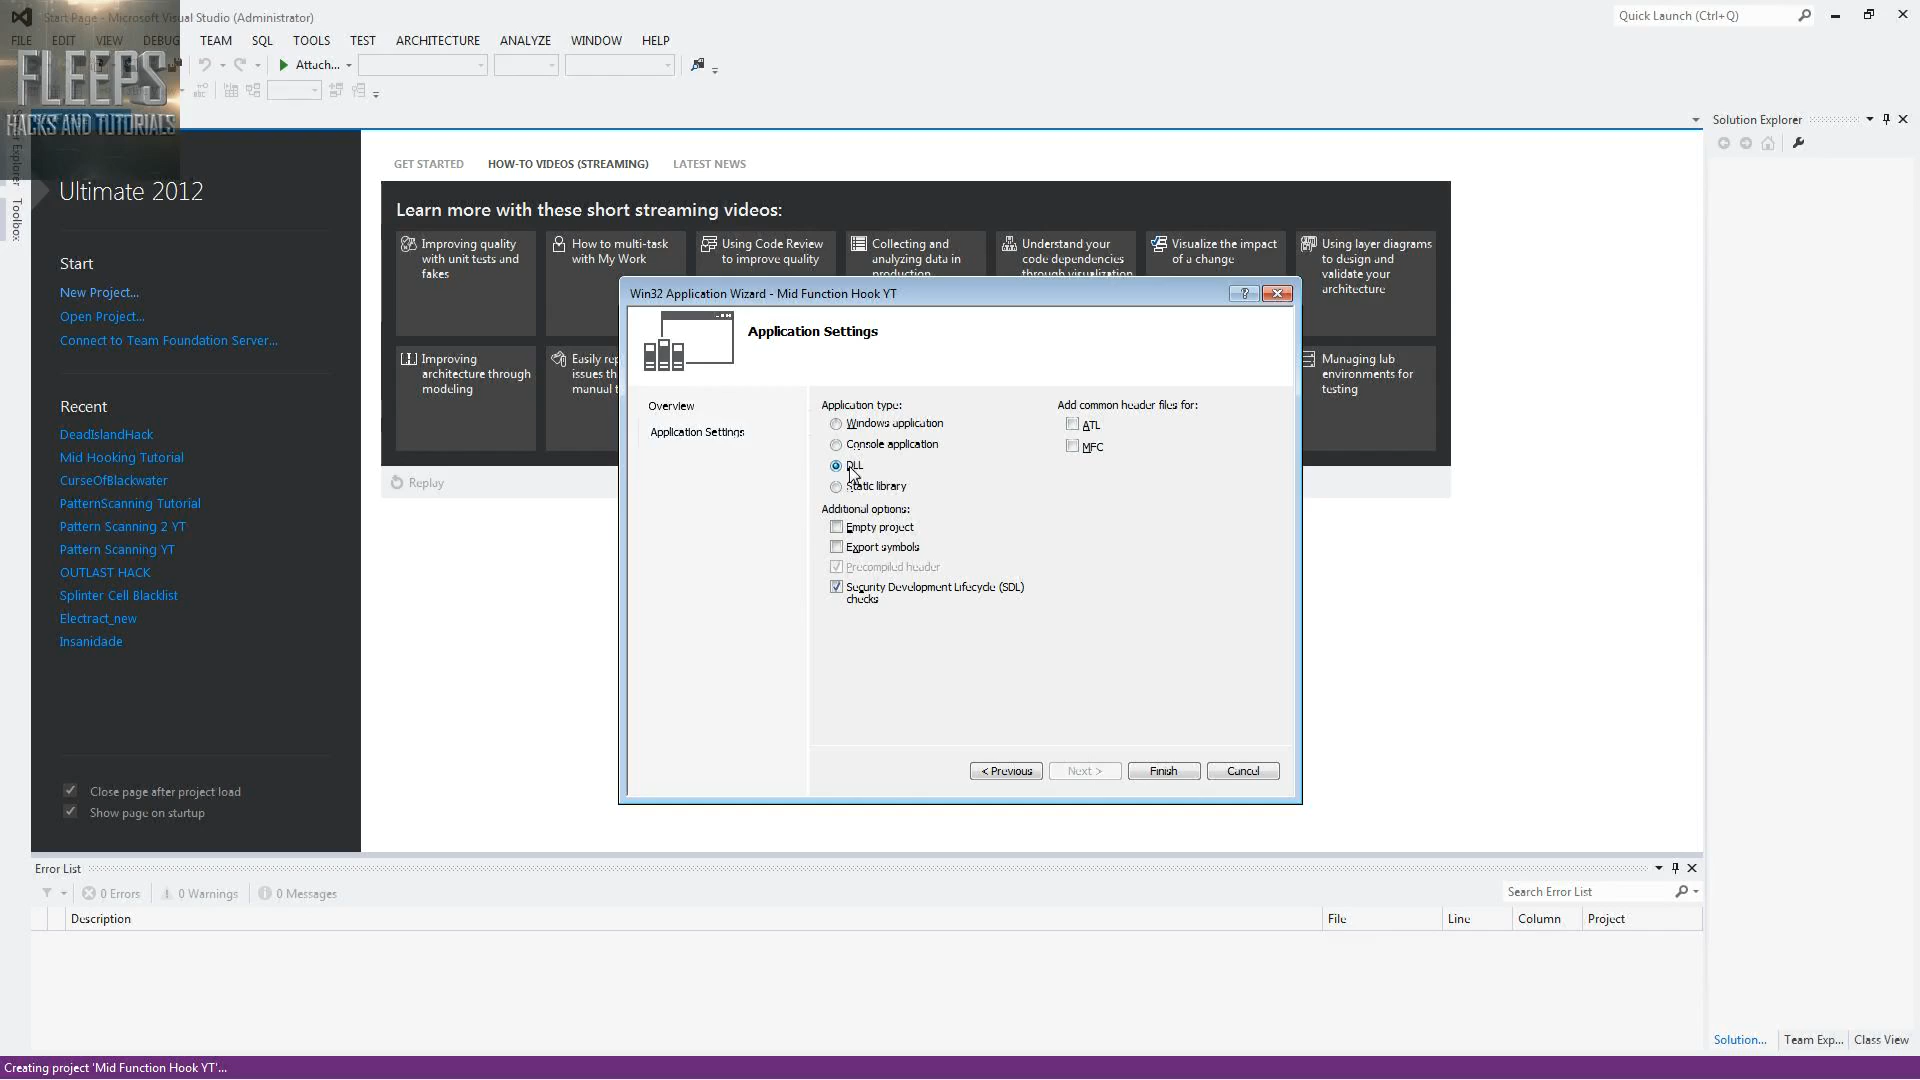 Start Page - Microsoft Visual Studio (Administrator)
Quick Launch (Ctrl+Q)
FILE EDIT VIEW DEBUG TEAM SQL TOOLS TEST ARCHITECTURE ANALYZE WINDOW HELP
Attach...
FLEEPS
HACKS AND TUTORIALS
Explorer
Toolbox
Solution Explorer
Ultimate 2012
Start
New Project...
Open Project...
Connect to Team Foundation Server...
Recent
DeadIslandHack
Mid Hooking Tutorial
CurseOfBlackwater
PatternScanning Tutorial
Pattern Scanning 2 YT
Pattern Scanning YT
OUTLAST HACK
Splinter Cell Blacklist
Electract_new
Insanidade
Close page after project load
Show page on startup
GET STARTED HOW-TO VIDEOS (STREAMING) LATEST NEWS
Learn more with these short streaming videos:
Improving quality
with unit tests and
fakes
How to multi-task
with My Work
Using Code Review
to improve quality
Collecting and
analyzing data in
production
Understand your
code dependencies
through visualization
Visualize the impact
of a change
Using layer diagrams
to design and
validate your
architecture
Improving
architecture through
modeling
Easily rep
issues th
manual t
Managing lab
environments for
testing
Replay
Win32 Application Wizard - Mid Function Hook YT
Application Settings
Overview
Application Settings
Application type:
Windows application
Console application
DLL
Static library
Additional options:
Empty project
Export symbols
Precompiled header
Security Development Lifecycle (SDL)
checks
Add common header files for:
ATL
MFC
< Previous
Next >
Finish
Cancel
Error List
0 Errors
0 Warnings
0 Messages
Search Error List
Description File Line Column Project
Solution... Team Exp... Class View
Creating project 'Mid Function Hook YT'...